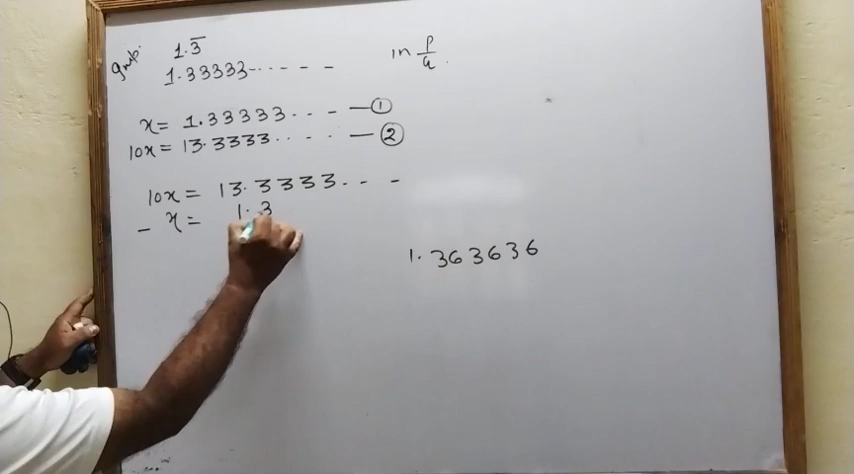 1.3̅ in p/q.
1.33333-----
x = 1.33333... - — ①
10x = 13.3333.... — ②
10x = 13.3333.. -
- x = 1.3
1.363636